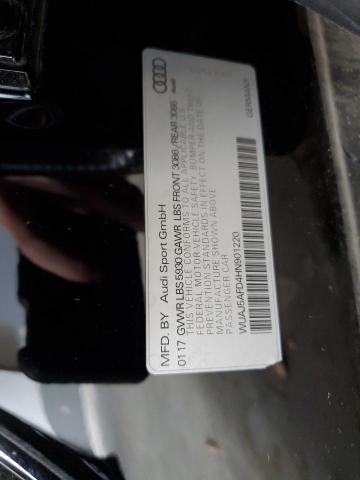 Audi
MFD. BY Audi Sport GmbH
01 17 GVWR LBS 5930 GAWR LBS FRONT 3086 /REAR 3086
THIS VEHICLE CONFORMS TO ALL APPLICABLE U.S.
FEDERAL MOTOR VEHICLE SAFETY, BUMPER AND THEFT
PREVENTION STANDARDS IN EFFECT ON THE DATE OF
MANUFACTURE SHOWN ABOVE
PASSENGER CAR
WUAJ5AFD4HN901220
GERMANY